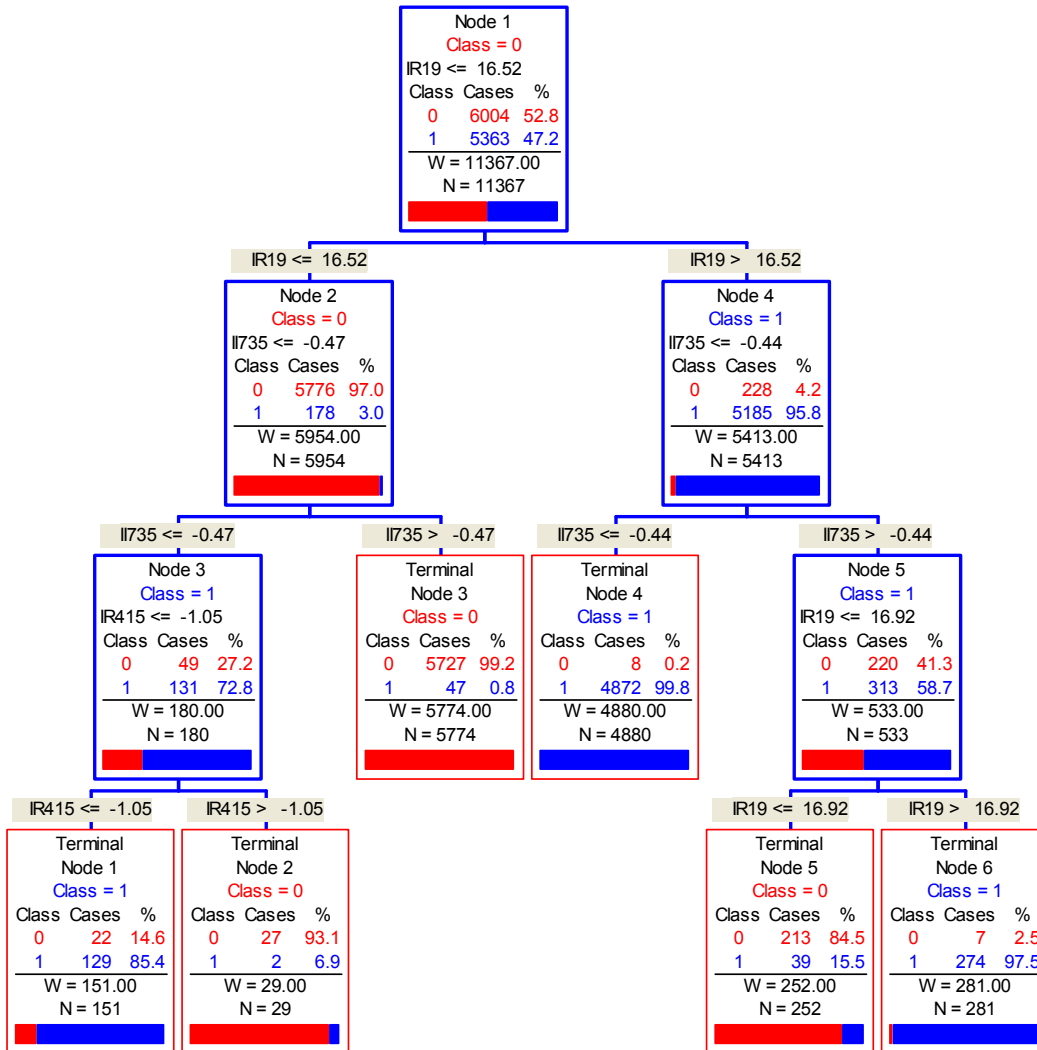 Node 1
Class = 0
IR19 <= 16.52
Class Cases %
0 6004 52.8
1 5363 47.2
W = 11367.00
N = 11367
IR19 <= 16.52
IR19 > 16.52
Node 2
Class = 0
II735 <= -0.47
Class Cases %
0 5776 97.0
1 178 3.0
W = 5954.00
N = 5954
Node 4
Class = 1
II735 <= -0.44
Class Cases %
0 228 4.2
1 5185 95.8
W = 5413.00
N = 5413
II735 <= -0.47
II735 > -0.47
II735 <= -0.44
II735 > -0.44
Node 3
Class = 1
IR415 <= -1.05
Class Cases %
0 49 27.2
1 131 72.8
W = 180.00
N = 180
Terminal
Node 3
Class = 0
Class Cases %
0 5727 99.2
1 47 0.8
W = 5774.00
N = 5774
Terminal
Node 4
Class = 1
Class Cases %
0 8 0.2
1 4872 99.8
W = 4880.00
N = 4880
Node 5
Class = 1
IR19 <= 16.92
Class Cases %
0 220 41.3
1 313 58.7
W = 533.00
N = 533
IR415 <= -1.05
IR415 > -1.05
IR19 <= 16.92
IR19 > 16.92
Terminal
Node 1
Class = 1
Class Cases %
0 22 14.6
1 129 85.4
W = 151.00
N = 151
Terminal
Node 2
Class = 0
Class Cases %
0 27 93.1
1 2 6.9
W = 29.00
N = 29
Terminal
Node 5
Class = 0
Class Cases %
0 213 84.5
1 39 15.5
W = 252.00
N = 252
Terminal
Node 6
Class = 1
Class Cases %
0 7 2.5
1 274 97.5
W = 281.00
N = 281